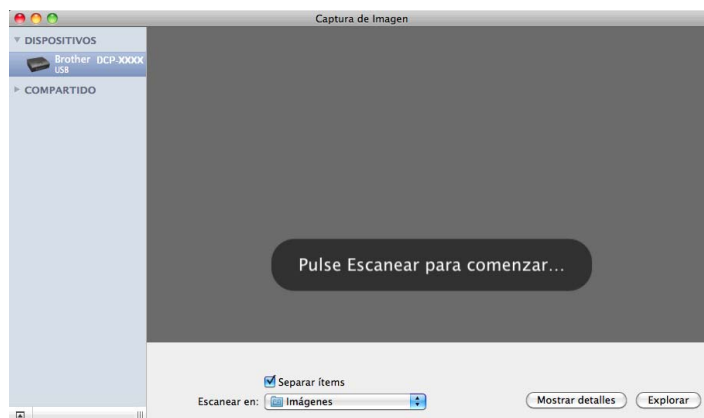 Captura de Imagen
DISPOSITIVOS
Brother DCP-XXXX
USB
COMPARTIDO
Pulse Escanear para comenzar...
Separar ítems
Escanear en: Imágenes
Mostrar detalles
Explorar